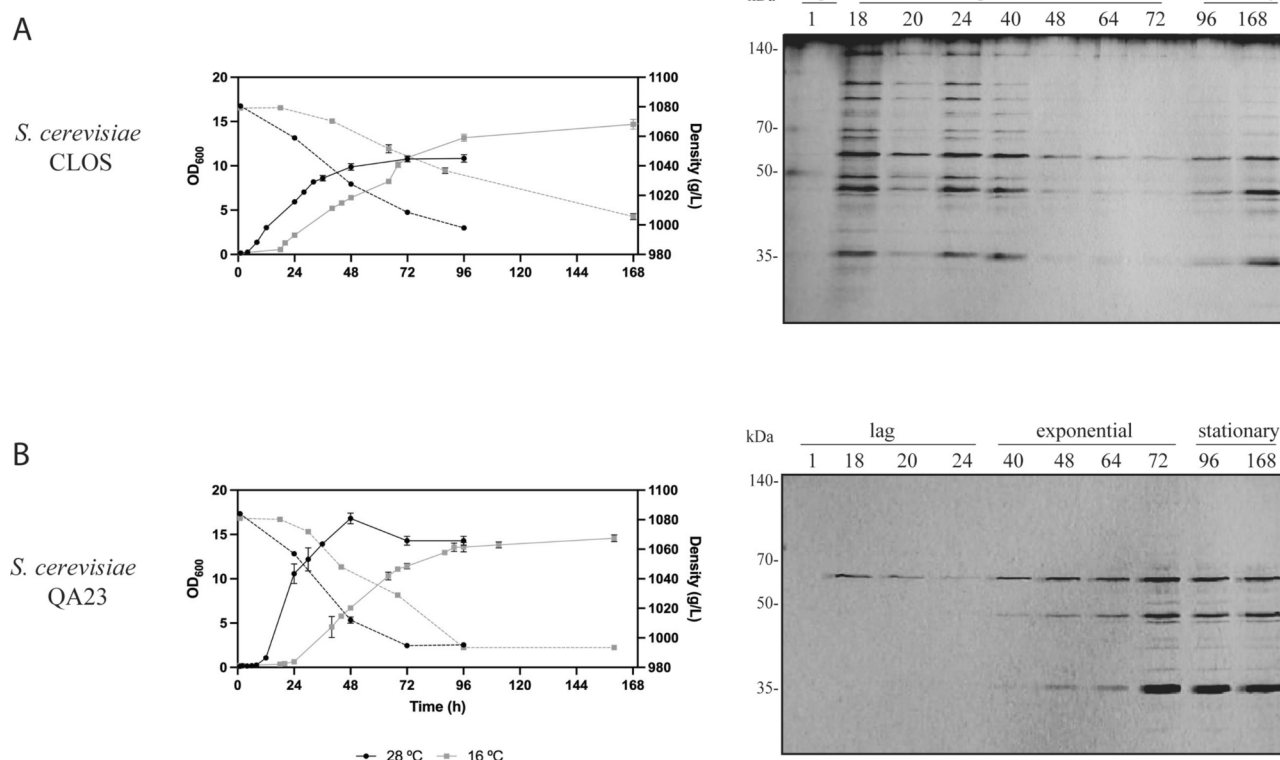 A
S. cerevisiae
CLOS
20
15
10
5
0
OD600
1100
1080
1060
1040
1020
1000
980
Density (g/L)
0 24 48 72 96 120 144 168
1 18 20 24 40 48 64 72 96 168
140-
70-
50-
35-
B
S. cerevisiae
QA23
20
15
10
5
0
OD600
1100
1080
1060
1040
1020
1000
980
Density (g/L)
0 24 48 72 96 120 144 168
Time (h)
28 ºC 16 ºC
kDa lag exponential stationary
1 18 20 24 40 48 64 72 96 168
140-
70-
50-
35-